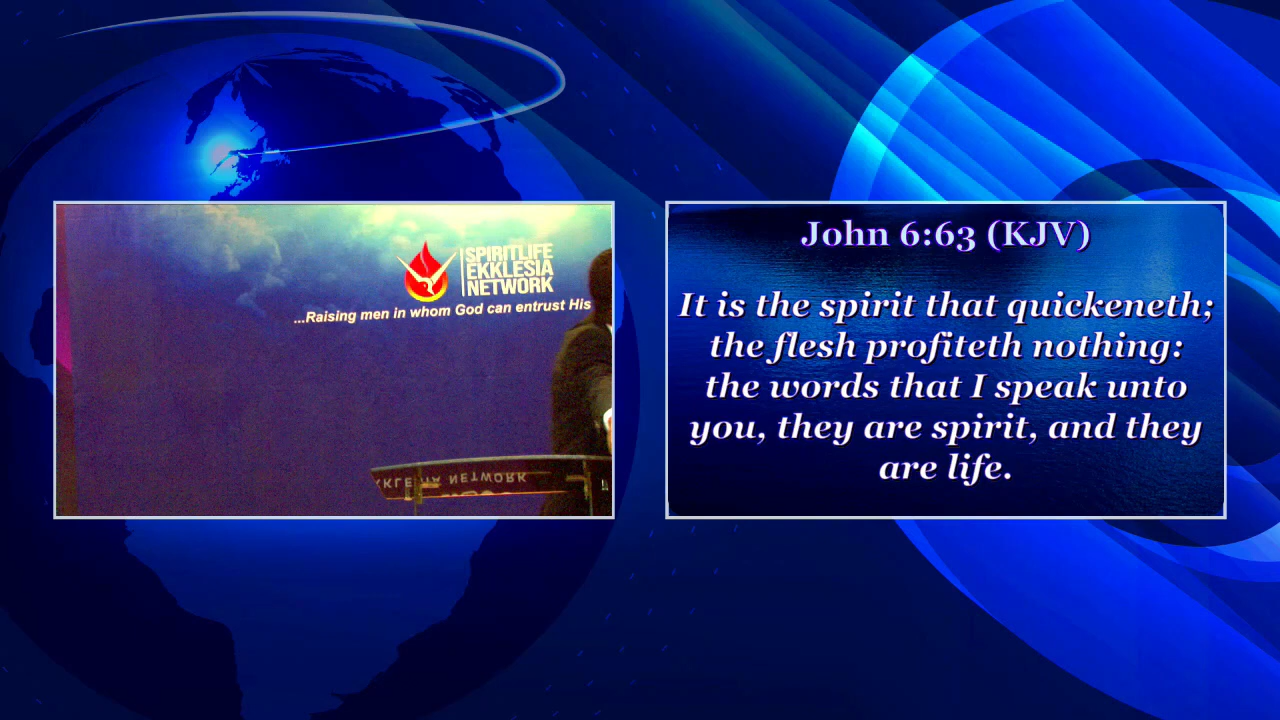 SPIRITLIFE
EKKLESIA
NETWORK
...Raising men in whom God can entrust His
NETWORK
John 6:63 (KJV)
It is the spirit that quickeneth;
the flesh profiteth nothing:
the words that I speak unto
you, they are spirit, and they
are life.